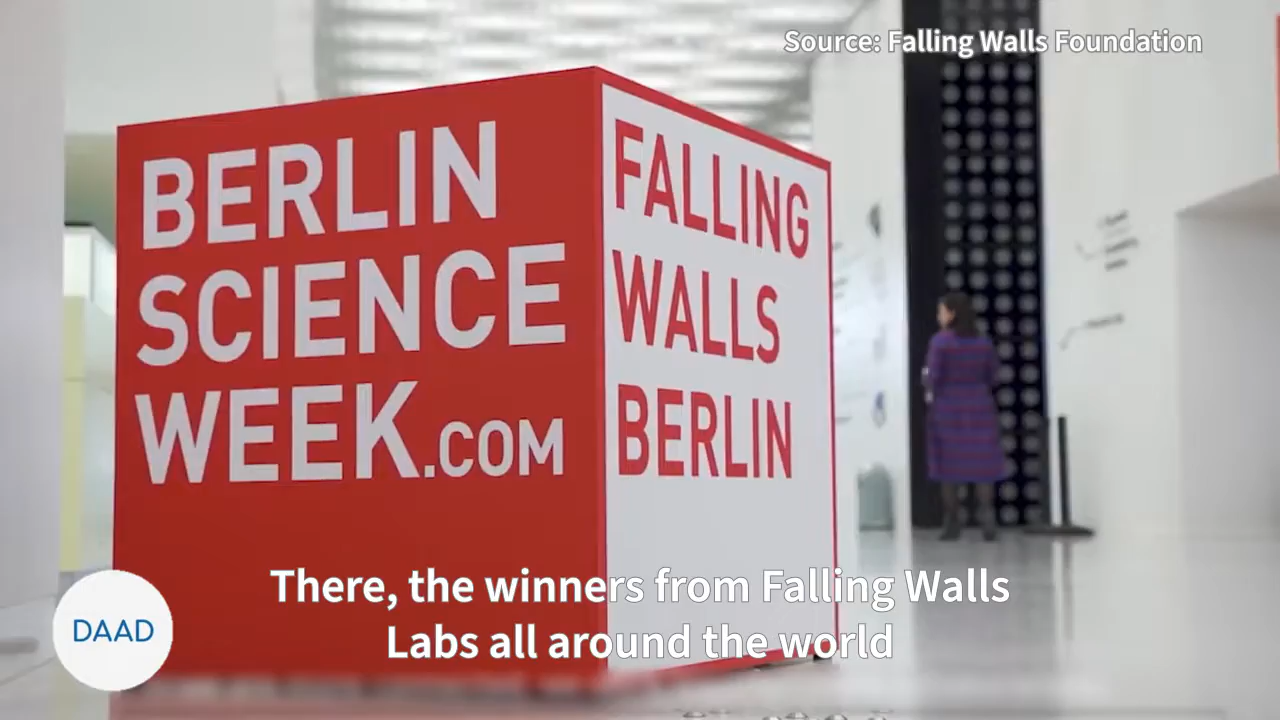 Source: Falling Walls Foundation
BERLIN
SCIENCE
WEEK.COM
FALLING
WALLS
BERLIN
There, the winners from Falling Walls
Labs all around the world
DAAD